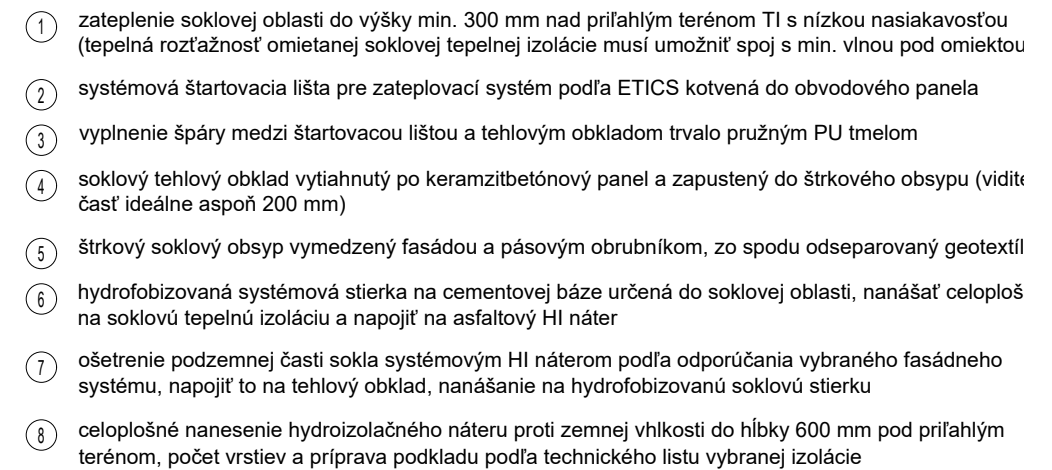 1 zateplenie soklovej oblasti do výšky min. 300 mm nad priľahlým terénom TI s nízkou nasiakavosťou
(tepelná rozťažnosť omietanej soklovej tepelnej izolácie musí umožniť spoj s min. vlnou pod omiektou
2 systémová štartovacia lišta pre zateplovací systém podľa ETICS kotvená do obvodového panela
3 vyplnenie špáry medzi štartovacou lištou a tehlovým obkladom trvalo pružným PU tmelom
4 soklový tehlový obklad vytiahnutý po keramzitbetónový panel a zapustený do štrkového obsypu (vidite
časť ideálne aspoň 200 mm)
5 štrkový soklový obsyp vymedzený fasádou a pásovým obrubníkom, zo spodu odseparovaný geotextíl
6 hydrofobizovaná systémová stierka na cementovej báze určená do soklovej oblasti, nanášať celoploš
na soklovú tepelnú izoláciu a napojiť na asfaltový HI náter
7 ošetrenie podzemnej časti sokla systémovým HI náterom podľa odporúčania vybraného fasádneho
systému, napojiť to na tehlový obklad, nanášanie na hydrofobizovanú soklovú stierku
8 celoplošné nanesenie hydroizolačného náteru proti zemnej vhlkosti do hĺbky 600 mm pod priľahlým
terénom, počet vrstiev a príprava podkladu podľa technického listu vybranej izolácie